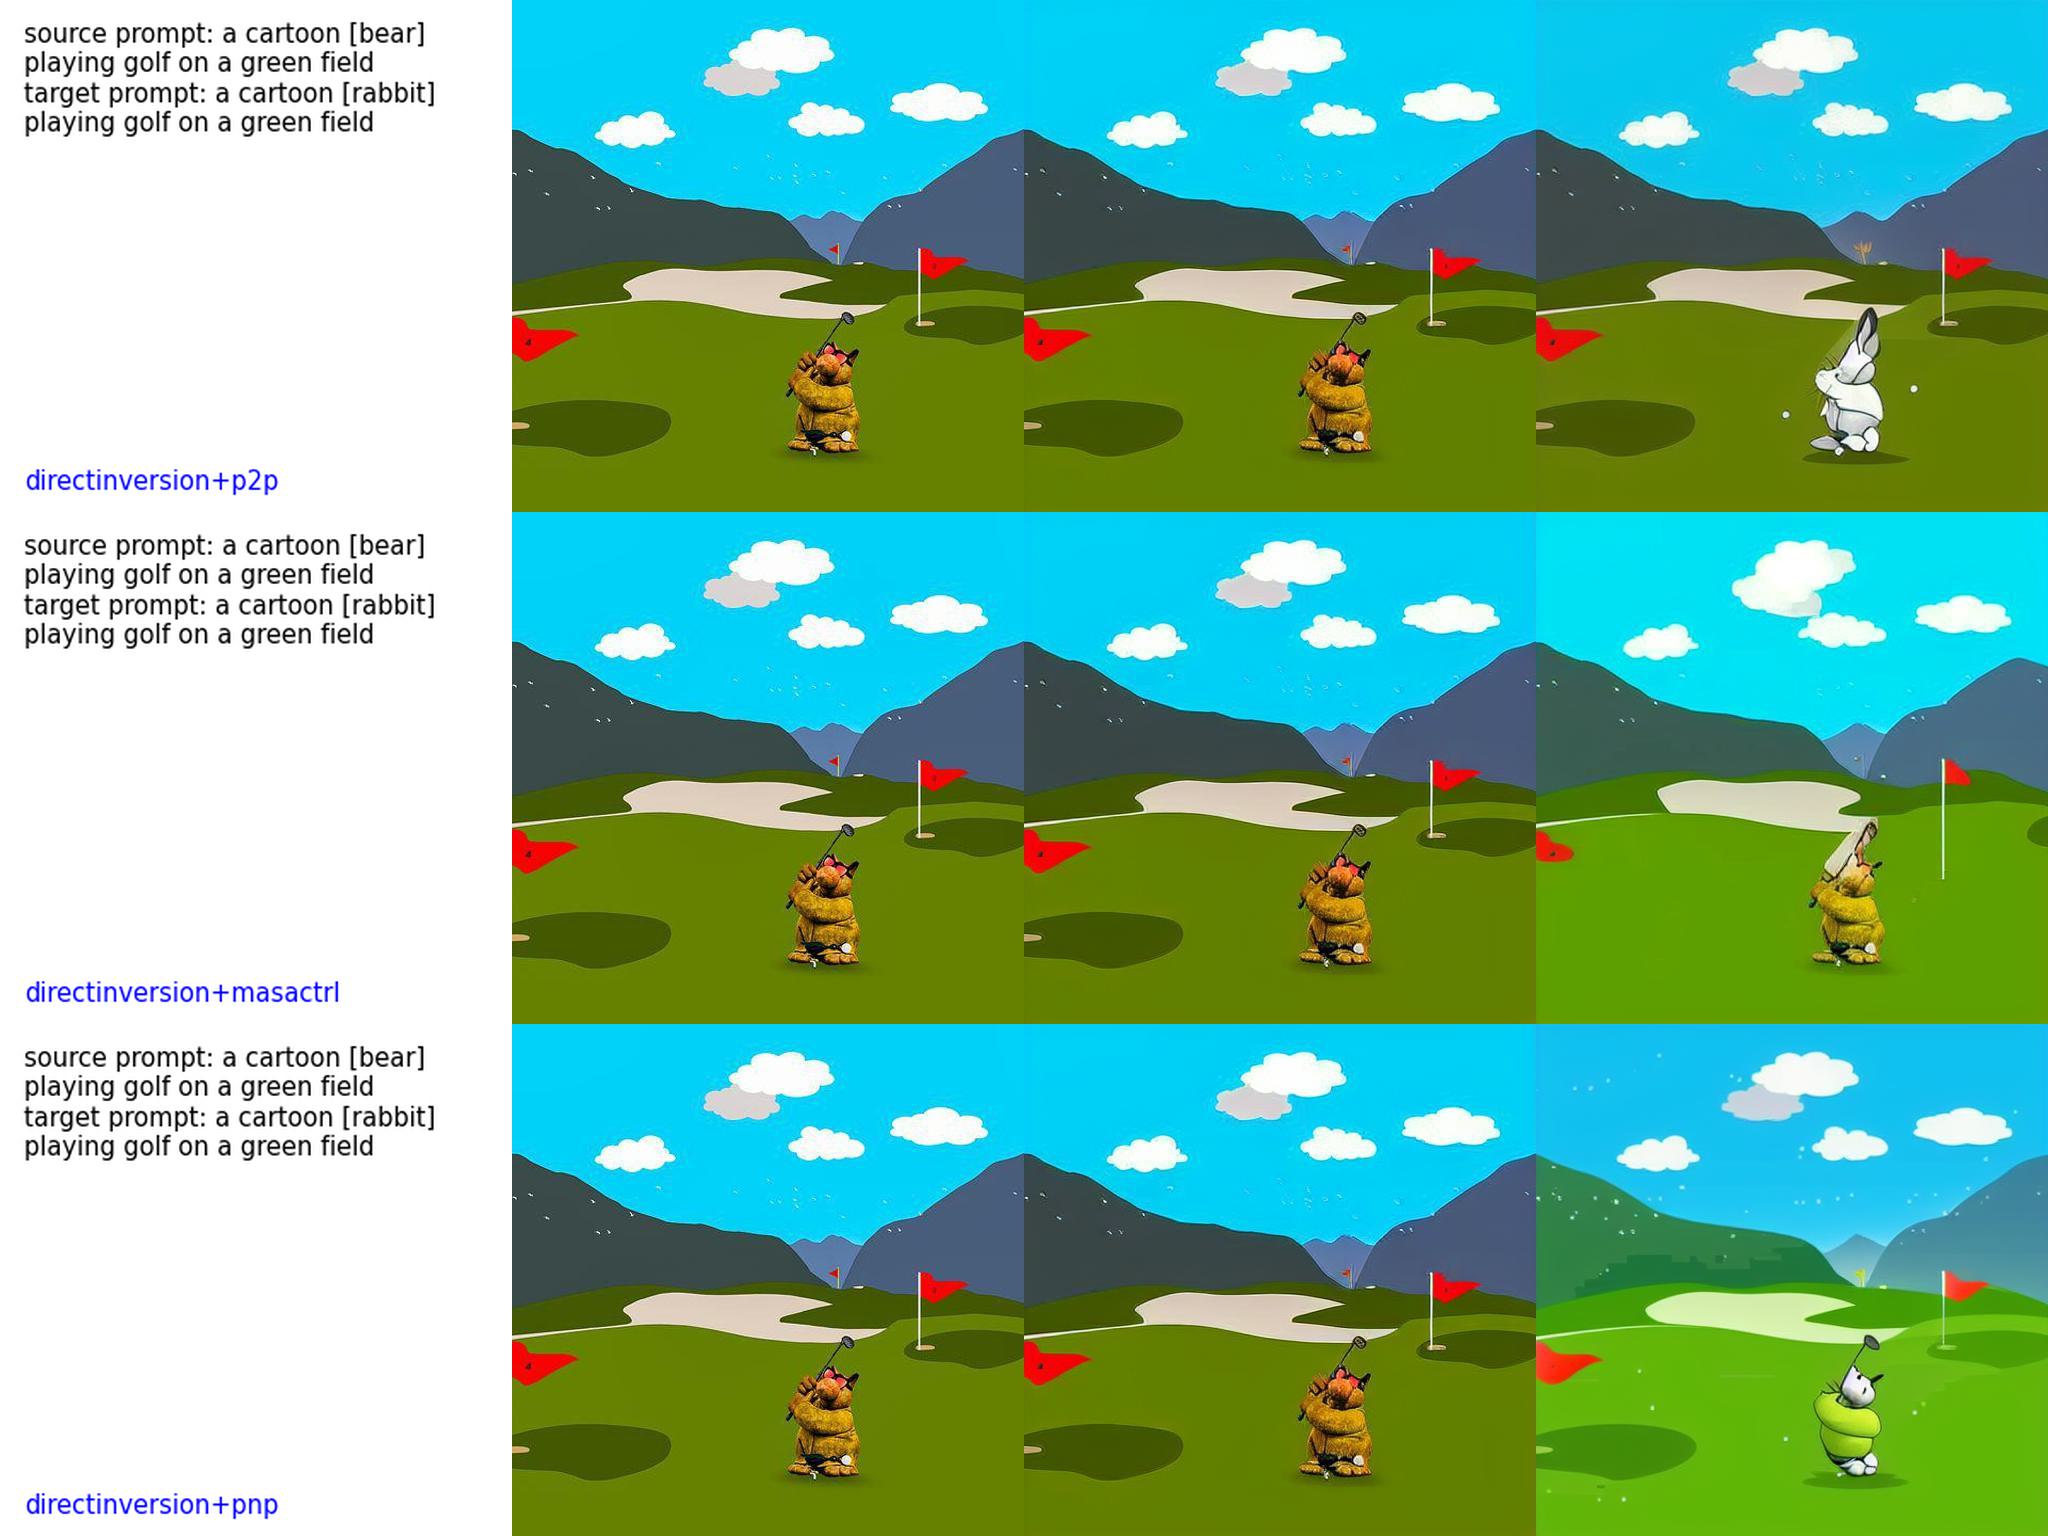 source prompt: a cartoon [bear]
playing golf on a green field
target prompt: a cartoon [rabbit]
playing golf on a green field
directinversion+p2p
source prompt: a cartoon [bear]
playing golf on a green field
target prompt: a cartoon [rabbit]
playing golf on a green field
directinversion+masactrl
source prompt: a cartoon [bear]
playing golf on a green field
target prompt: a cartoon [rabbit]
playing golf on a green field
directinversion+pnp